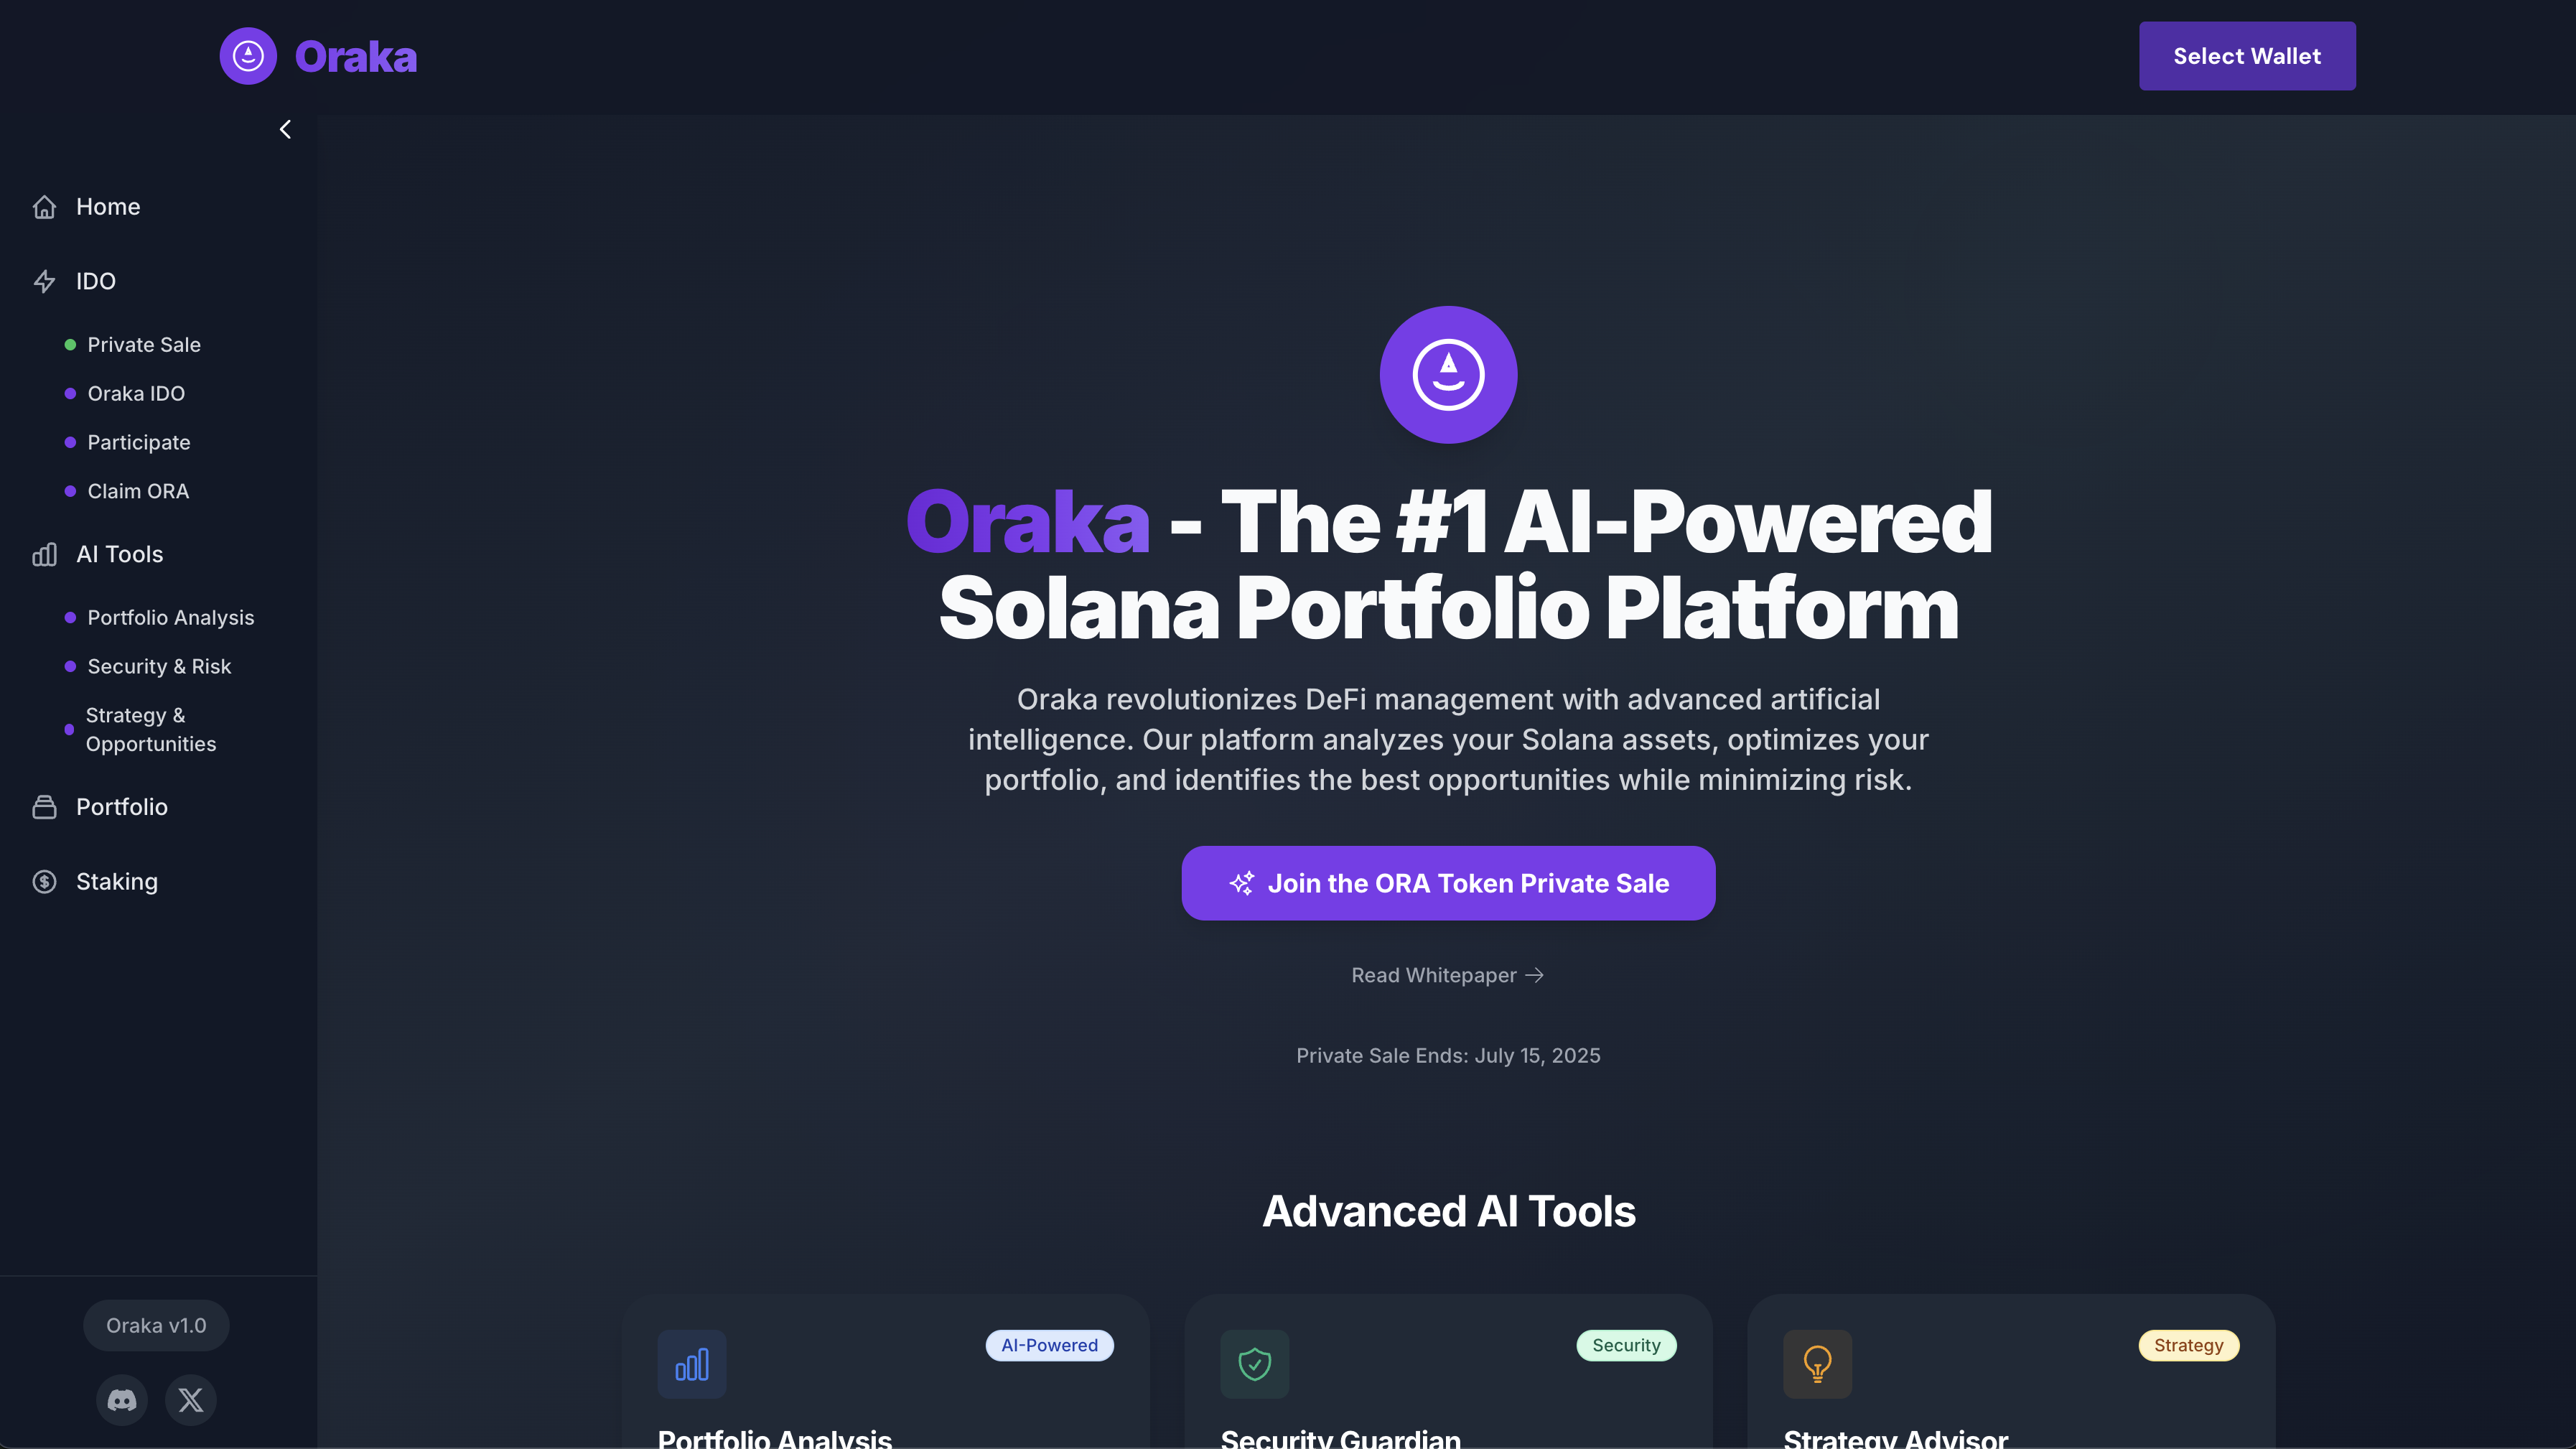 Oraka
Select Wallet
Home
IDO
Private Sale
Oraka IDO
Participate
Claim ORA
AI Tools
Portfolio Analysis
Security & Risk
Strategy &
Opportunities
Portfolio
Staking
Oraka v1.0
Oraka - The #1 AI-Powered
Solana Portfolio Platform
Oraka revolutionizes DeFi management with advanced artificial
intelligence. Our platform analyzes your Solana assets, optimizes your
portfolio, and identifies the best opportunities while minimizing risk.
Join the ORA Token Private Sale
Read Whitepaper →
Private Sale Ends: July 15, 2025
Advanced AI Tools
AI-Powered
Portfolio Analysis
Security
Security Guardian
Strategy
Strategy Advisor